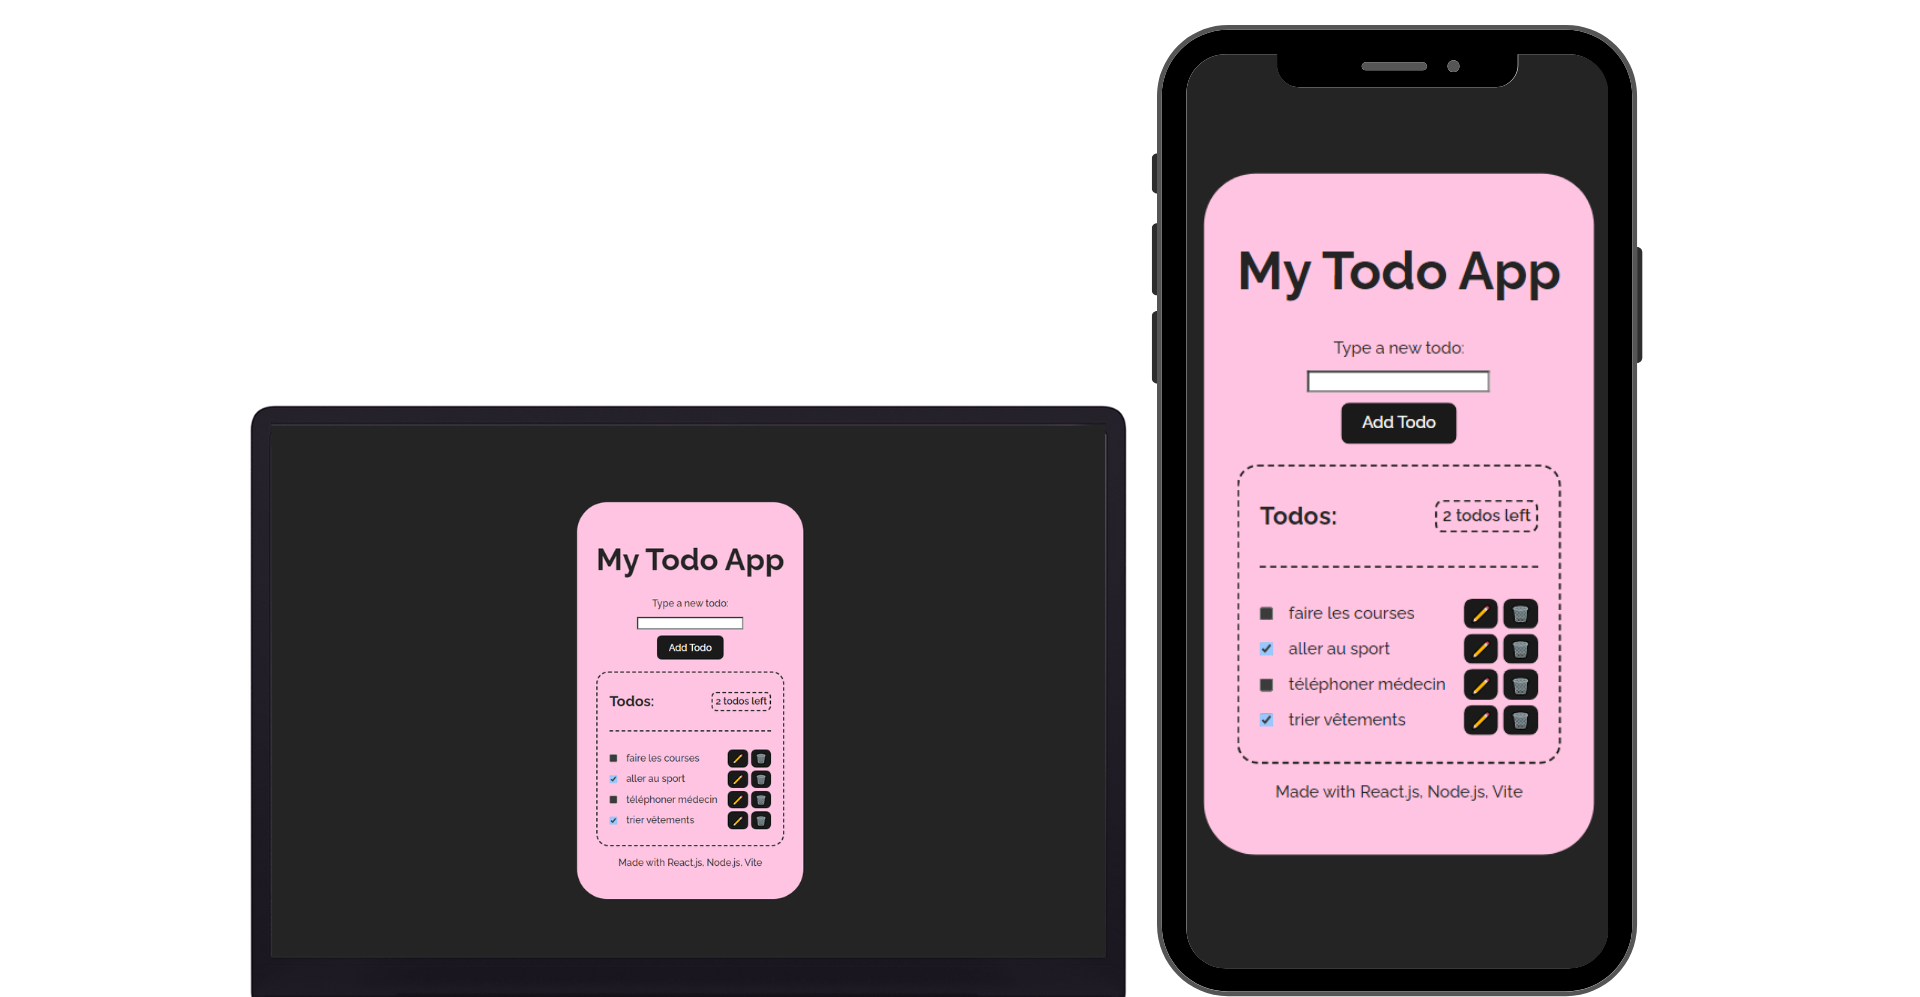 My Todo App
Type a new todo:
Add Todo
Todos:
2 todos left
faire les courses
aller au sport
téléphoner médecin
trier vêtements
Made with React.js, Node.js, Vite
My Todo App
Type a new todo:
Add Todo
Todos:
2 todos left
faire les courses
aller au sport
téléphoner médecin
trier vêtements
Made with React.js, Node.js, Vite